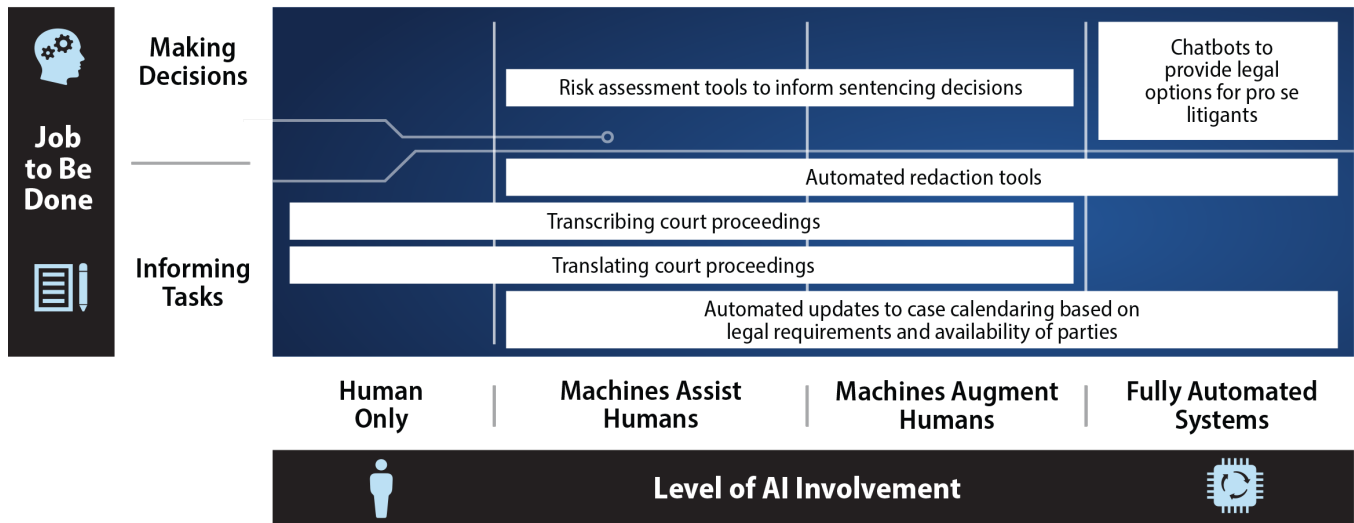 Job
to Be
Done
Making
Decisions
Informing
Tasks
Risk assessment tools to inform sentencing decisions
Chatbots to
provide legal
options for pro se
litigants
Automated redaction tools
Transcribing court proceedings
Translating court proceedings
Automated updates to case calendaring based on
legal requirements and availability of parties
Human
Only
Machines Assist
Humans
Machines Augment
Humans
Fully Automated
Systems
Level of AI Involvement